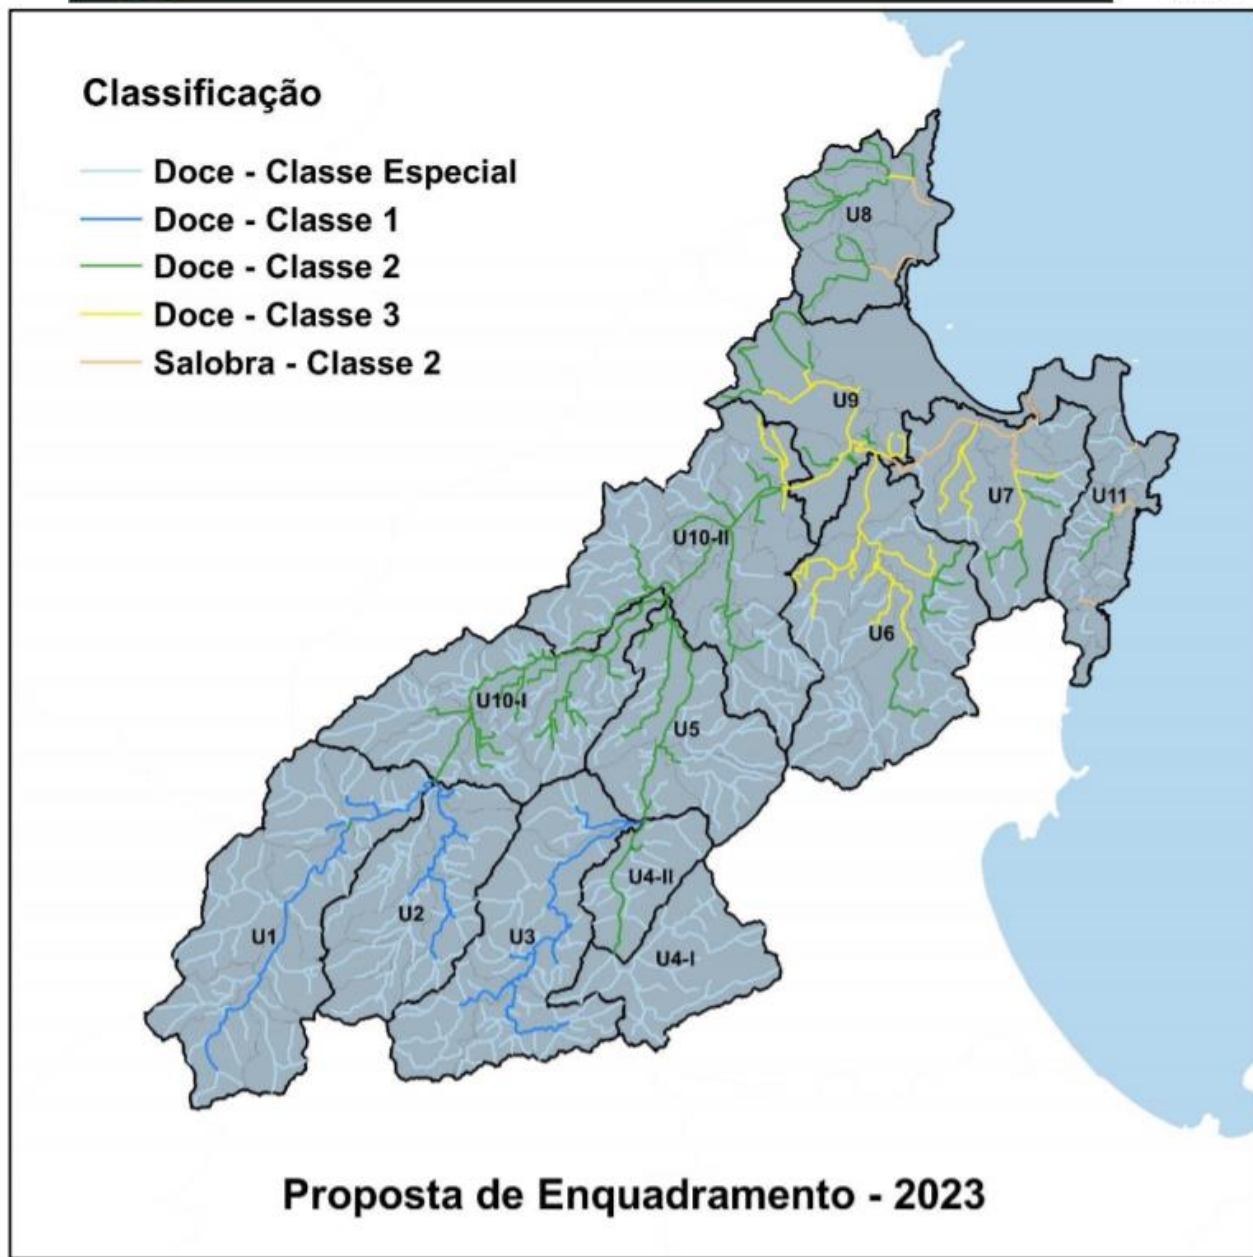 Classificação
Doce - Classe Especial
Doce - Classe 1
Doce - Classe 2
Doce - Classe 3
Salobra - Classe 2
U8
U9
U7
U11
U10-II
U6
U10-I
U5
U4-II
U2
U1
U3
U4-I
Proposta de Enquadramento - 2023